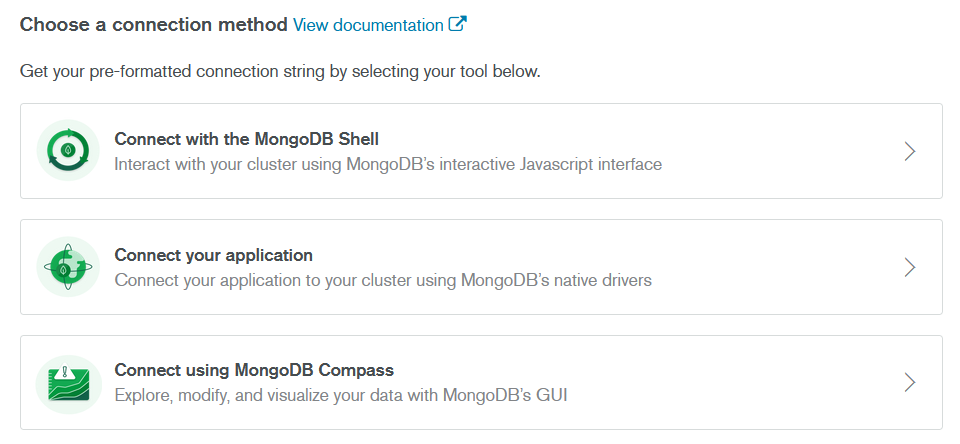 Choose a connection method View documentation
Get your pre-formatted connection string by selecting your tool below.
Connect with the MongoDB Shell
Interact with your cluster using MongoDB's interactive Javascript interface
Connect your application
Connect your application to your cluster using MongoDB's native drivers
Connect using MongoDB Compass
Explore, modify, and visualize your data with MongoDB's GUI